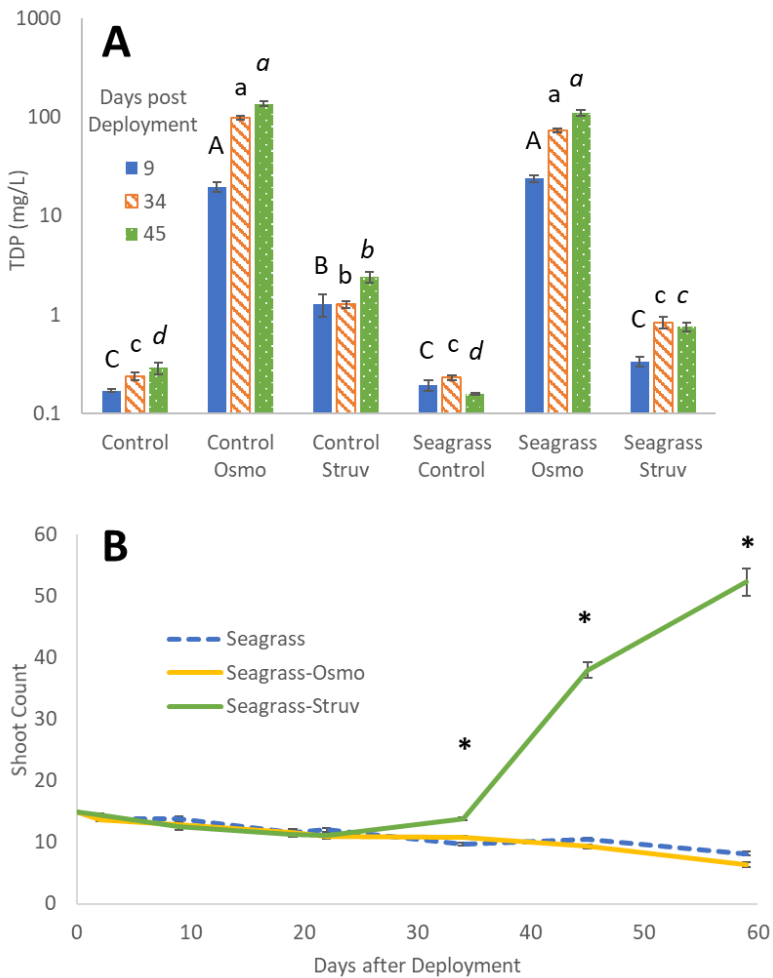 A
1000
100
10
1
0.1
TDP (mg/L)
Days post
Deployment
9
34
45
C c d
A a a
B b b
C c d
A a a
C c c
Control
Control
Osmo
Control
Struv
Seagrass
Control
Seagrass
Osmo
Seagrass
Struv
B
60
50
40
30
20
10
0
Shoot Count
Seagrass
Seagrass-Osmo
Seagrass-Struv
*
*
*
0 10 20 30 40 50 60
Days after Deployment